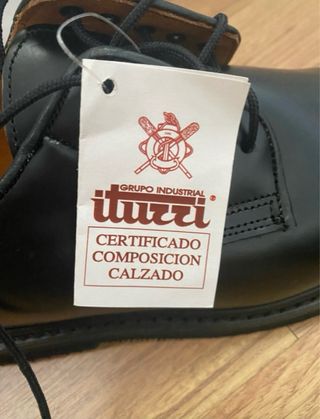 GRUPO INDUSTRIAL
iturri®
CERTIFICADO
COMPOSICION
CALZADO